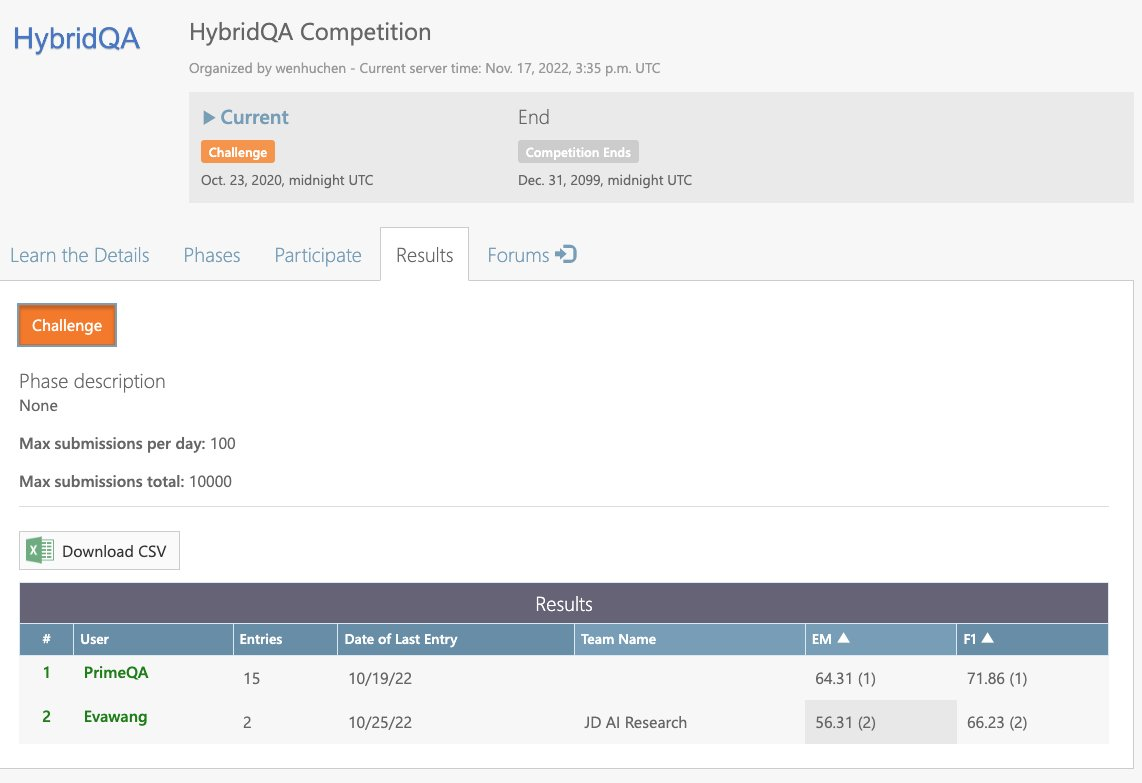 HybridQA
HybridQA Competition
Organized by wenhuchen - Current server time: Nov. 17, 2022, 3:35 p.m. UTC
Current
End
Challenge
Competition Ends
Oct. 23, 2020, midnight UTC
Dec. 31, 2099, midnight UTC
Learn the Details Phases Participate Results Forums
Challenge
Phase description
None
Max submissions per day: 100
Max submissions total: 10000
Download CSV
Results
# User Entries Date of Last Entry Team Name EM F1
1 PrimeQA 15 10/19/22 64.31 (1) 71.86 (1)
2 Evawang 2 10/25/22 JD AI Research 56.31 (2) 66.23 (2)